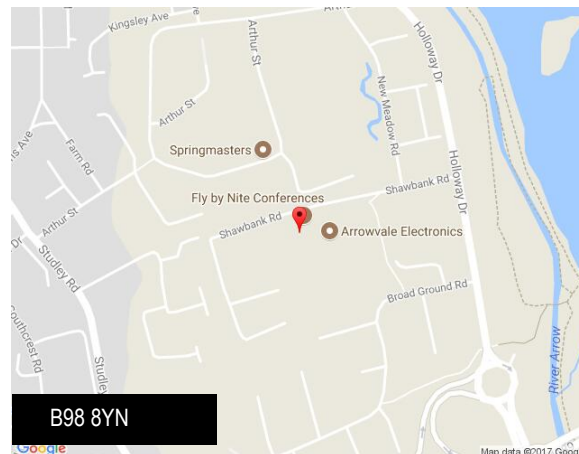 Kingsley Ave
Arthur St
Holloway Dr
New Meadow Rd
Arthur St
Springmasters
Farm Rd
Fly by Nite Conferences
Shawbank Rd
Shawbank Rd
Holloway Dr
Arthur St
Arrowvale Electronics
Studley Rd
Broad Ground Rd
Southcrest Rd
Studley
River Arrow
B98 8YN
Google
Map data ©2017 Goog